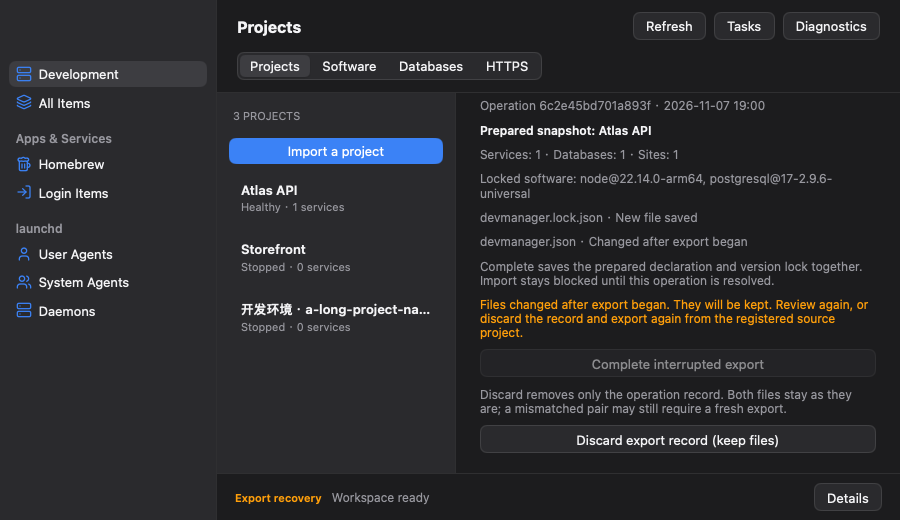 Projects
Refresh
Tasks
Diagnostics
Projects
Software
Databases
HTTPS
Development
All Items
Apps & Services
Homebrew
Login Items
launchd
User Agents
System Agents
Daemons
3 PROJECTS
Import a project
Atlas API
Healthy · 1 services
Storefront
Stopped · 0 services
开发环境 · a-long-project-na...
Stopped · 0 services
Operation 6c2e45bd701a893f · 2026-11-07 19:00
Prepared snapshot: Atlas API
Services: 1 · Databases: 1 · Sites: 1
Locked software: node@22.14.0-arm64, postgresql@17-2.9.6-
universal
devmanager.lock.json · New file saved
devmanager.json · Changed after export began
Complete saves the prepared declaration and version lock together.
Import stays blocked until this operation is resolved.
Files changed after export began. They will be kept. Review again, or
discard the record and export again from the registered source
project.
Complete interrupted export
Discard removes only the operation record. Both files stay as they
are; a mismatched pair may still require a fresh export.
Discard export record (keep files)
Export recovery
Workspace ready
Details